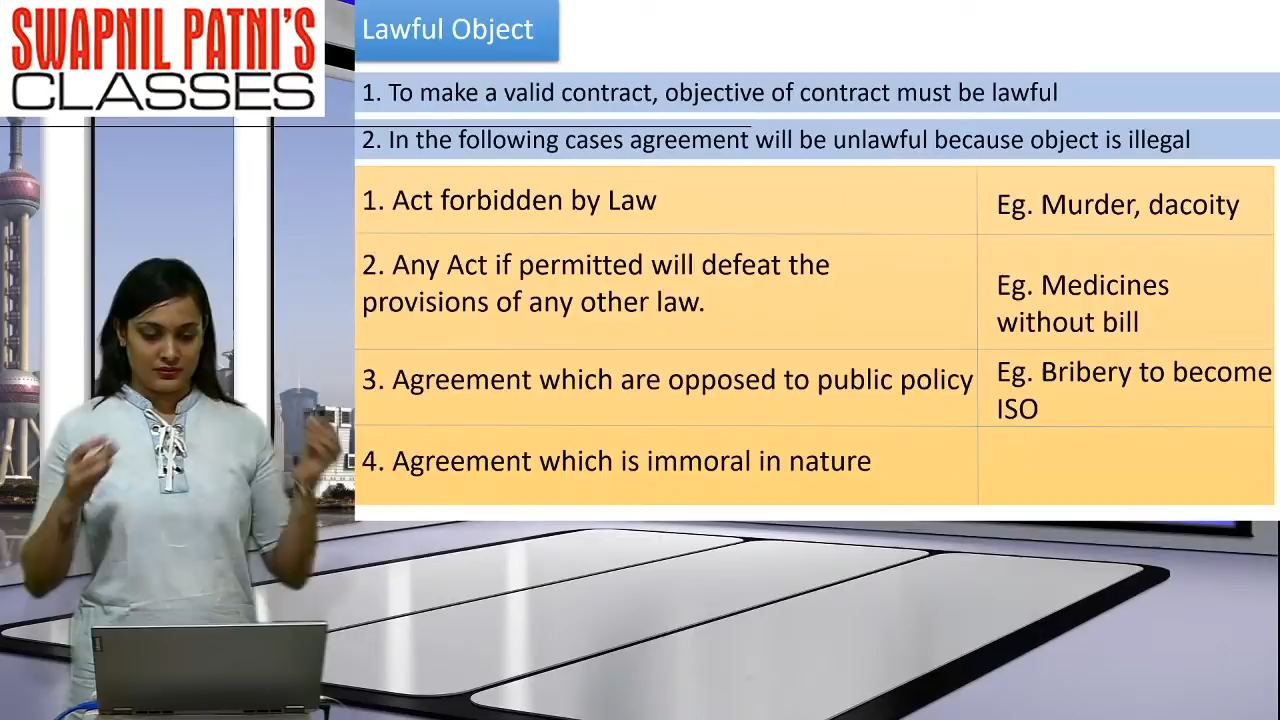 SWAPNIL PATNI'S
CLASSES
Lawful Object
1. To make a valid contract, objective of contract must be lawful
2. In the following cases agreement will be unlawful because object is illegal
1. Act forbidden by Law
Eg. Murder, dacoity
2. Any Act if permitted will defeat the
provisions of any other law.
Eg. Medicines
without bill
3. Agreement which are opposed to public policy
Eg. Bribery to become
ISO
4. Agreement which is immoral in nature